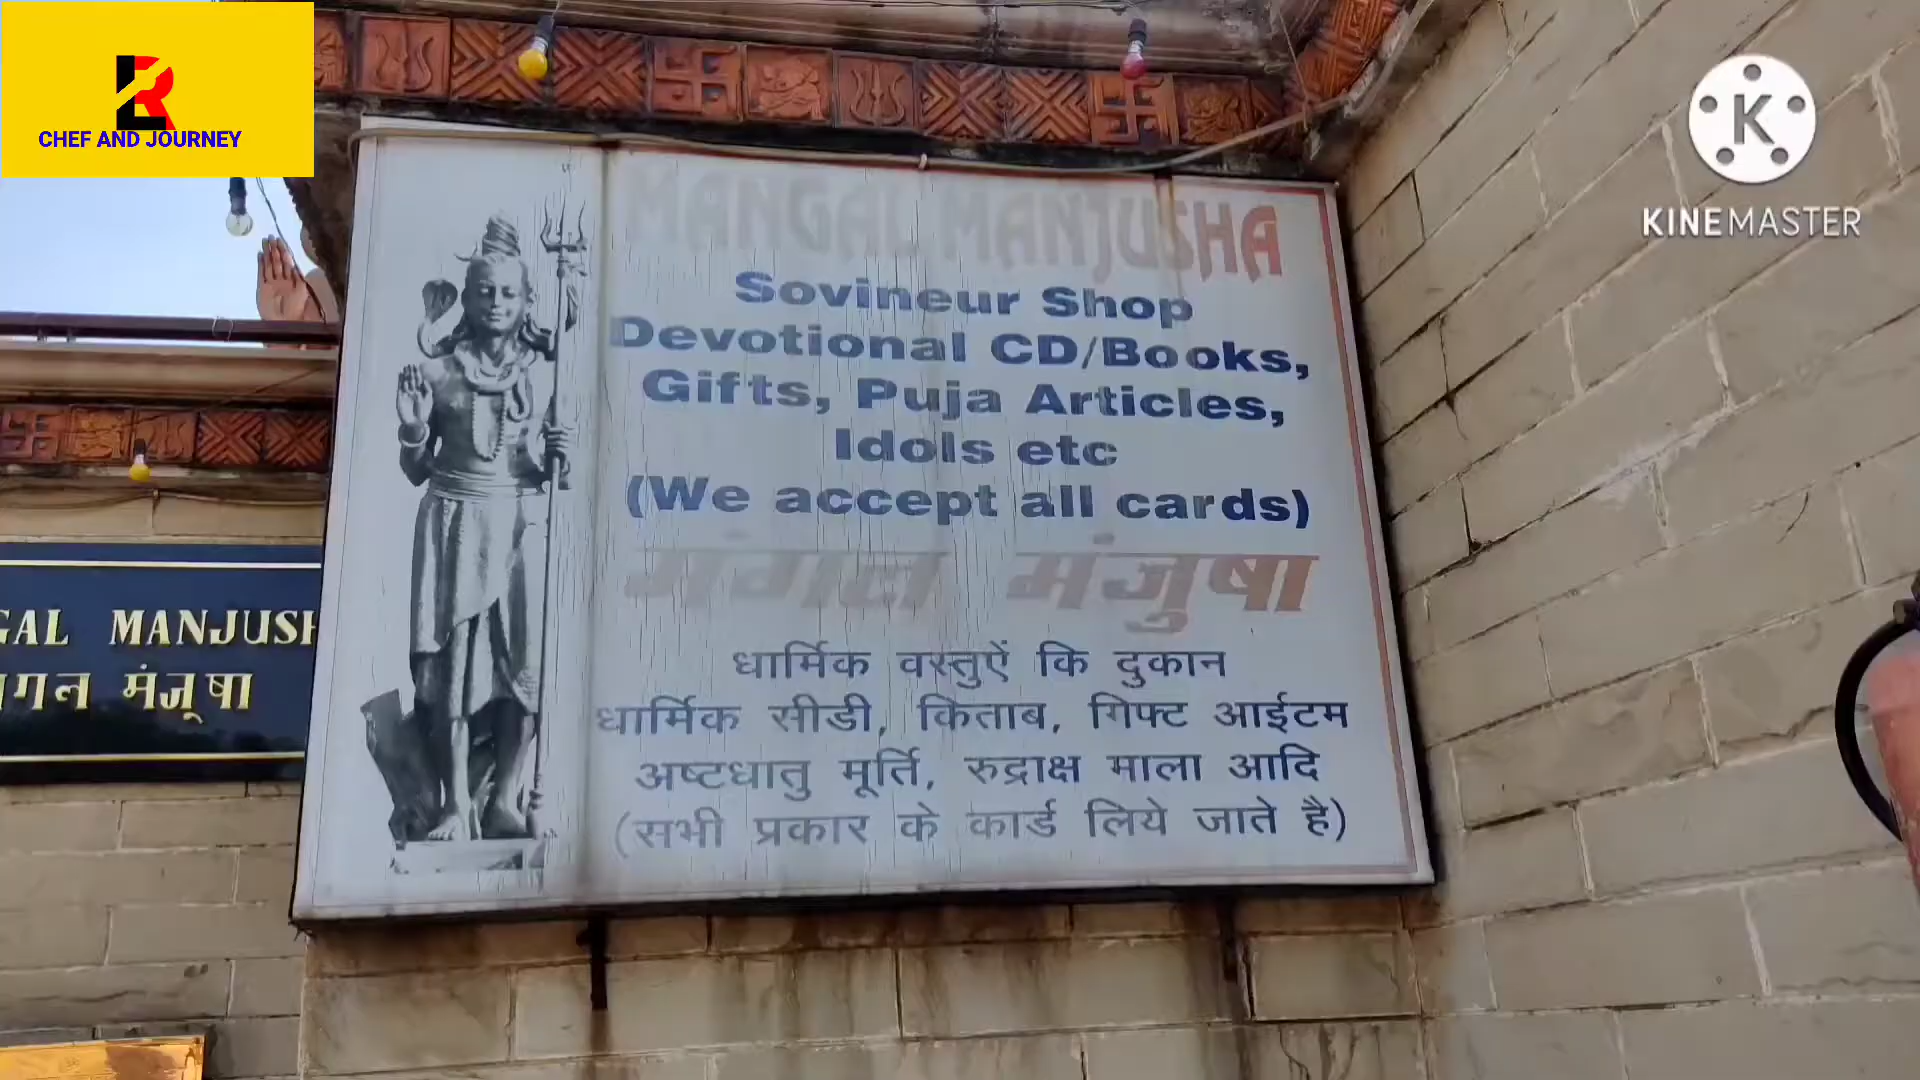 CHEF AND JOURNEY
K
KINEMASTER
MANGAL MANJUSHA
Sovineur Shop
Devotional CD/Books,
Gifts, Puja Articles,
Idols etc
(We accept all cards)
मंगल मंजुषा
धार्मिक वस्तुऐं कि दुकान
धार्मिक सीडी, किताब, गिफ्ट आईटम
अष्टधातु मूर्ति, रुद्राक्ष माला आदि
(सभी प्रकार के कार्ड लिये जाते है)
GAL MANJUSH
गल मंजूषा